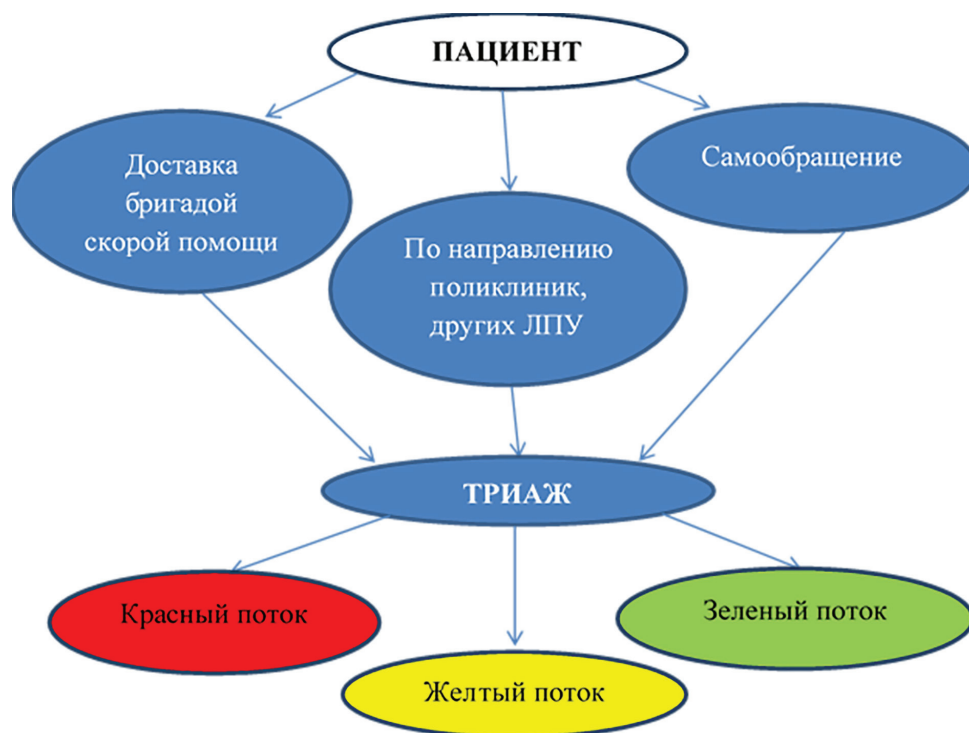 ПАЦИЕНТ
Доставка
бригадой
скорой помощи
По направлению
поликлиник,
других ЛПУ
Самообращение
ТРИАЖ
Красный поток
Желтый поток
Зеленый поток